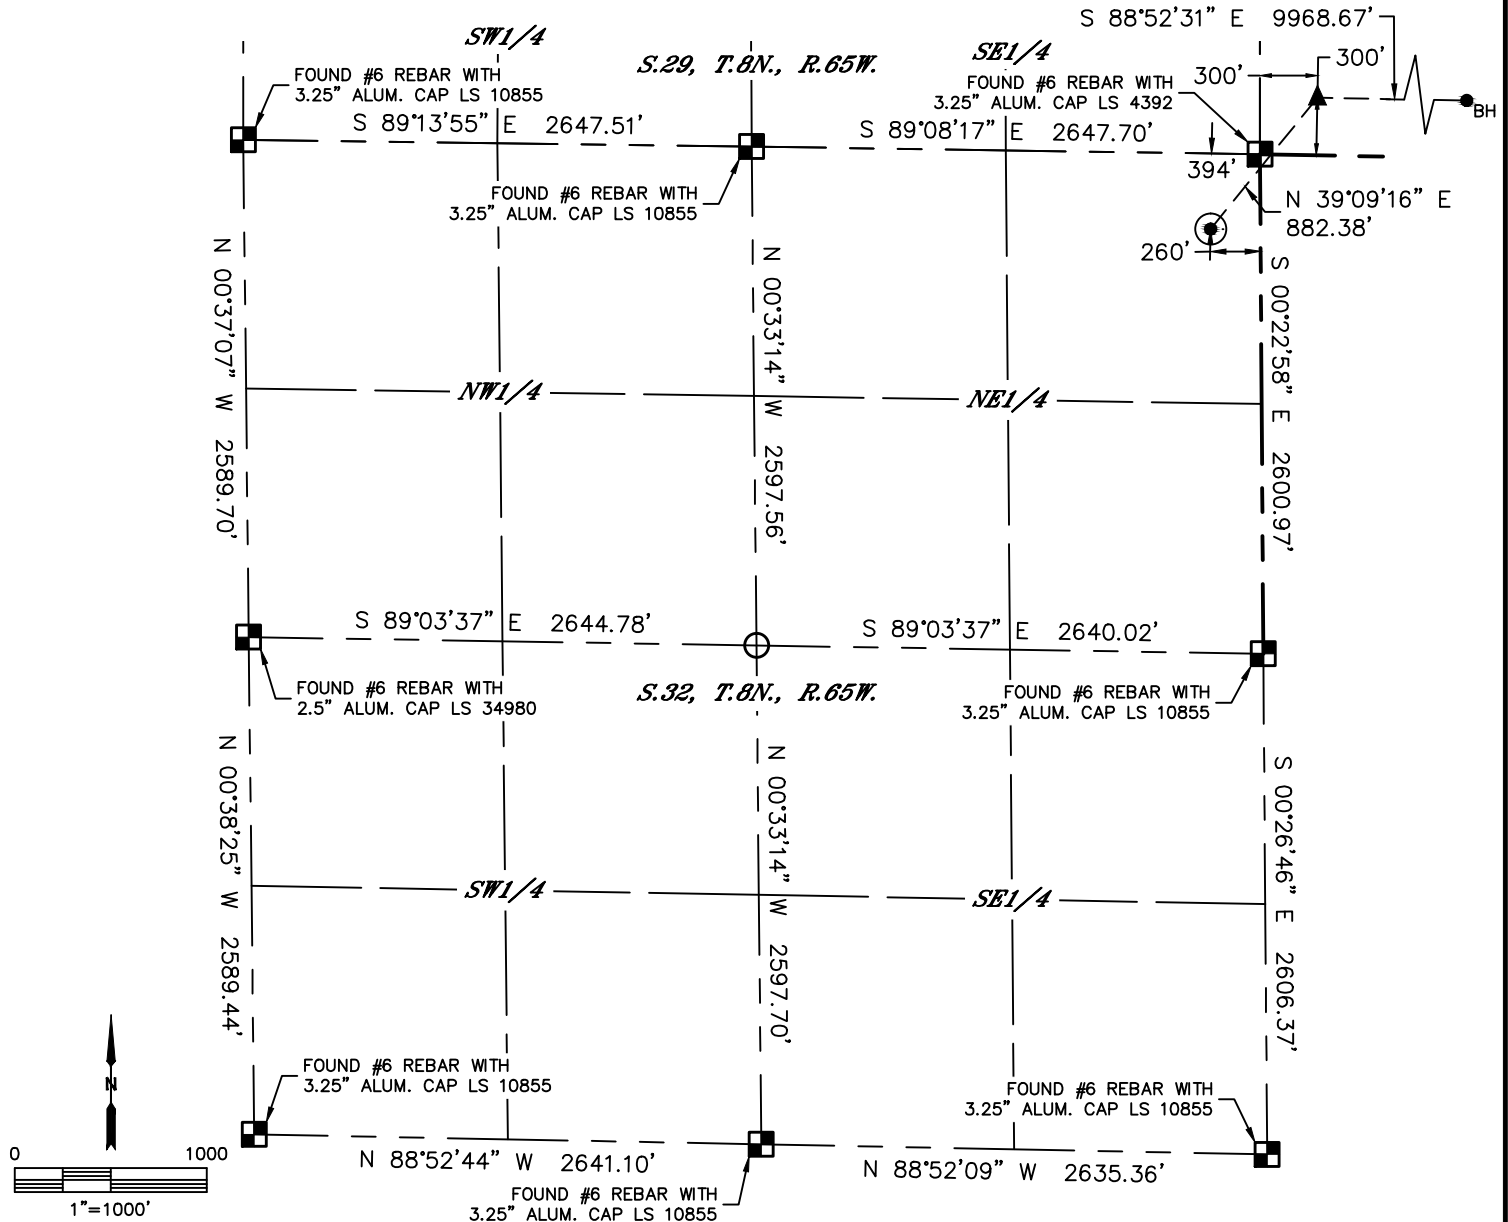 S 88°52'31" E 9968.67'
SW1/4
SE1/4
S.29, T.8N., R.65W.
300'
300'
FOUND #6 REBAR WITH
3.25" ALUM. CAP LS 10855
FOUND #6 REBAR WITH
3.25" ALUM. CAP LS 4392
BH
S 89°13'55" E 2647.51'
S 89°08'17" E 2647.70'
394'
FOUND #6 REBAR WITH
3.25" ALUM. CAP LS 10855
N 39°09'16" E
882.38'
260'
N 00°37'07" W 2589.70'
N 00°33'14" W 2597.56'
S 00°22'58" E 2600.97'
NW1/4
NE1/4
S 89°03'37" E 2644.78'
S 89°03'37" E 2640.02'
FOUND #6 REBAR WITH
2.5" ALUM. CAP LS 34980
S.32, T.8N., R.65W.
FOUND #6 REBAR WITH
3.25" ALUM. CAP LS 10855
N 00°38'25" W 2589.44'
N 00°33'14" W 2597.70'
S 00°26'46" E 2606.37'
SW1/4
SE1/4
FOUND #6 REBAR WITH
3.25" ALUM. CAP LS 10855
FOUND #6 REBAR WITH
3.25" ALUM. CAP LS 10855
N
0 1000
1"=1000'
N 88°52'44" W 2641.10'
N 88°52'09" W 2635.36'
FOUND #6 REBAR WITH
3.25" ALUM. CAP LS 10855